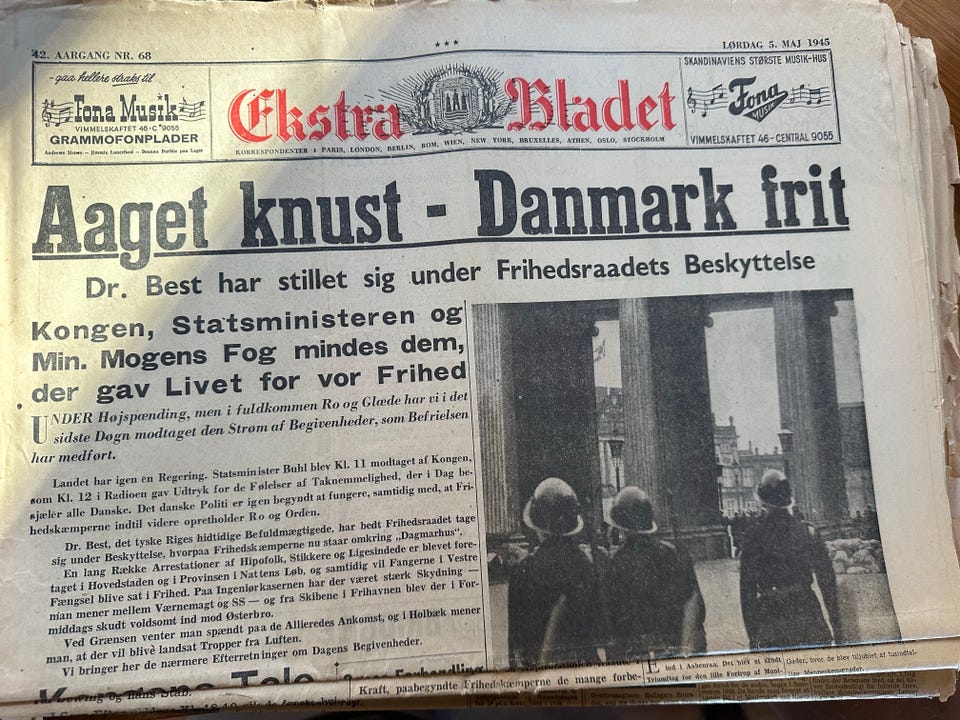 42. AARGANG NR. 68
★★★
LØRDAG 5. MAJ 1945
- gaa hellere straks til
Fona Musik
VIMMELSKAFTET 46 - C. 9055
GRAMMOFONPLADER
Ekstra Bladet
KORRESPONDENTER I PARIS, LONDON, BERLIN, ROM, WIEN, NEW YORK, BRUXELLES, ATHEN, OSLO, STOCKHOLM
SKANDINAVIENS STØRSTE MUSIK-HUS
Fona
MUSIK
VIMMELSKAFTET 46 - CENTRAL 9055
Aaget knust - Danmark frit
Dr. Best har stillet sig under Frihedsraadets Beskyttelse
Kongen, Statsministeren og
Min. Mogens Fog mindes dem,
der gav Livet for vor Frihed
UNDER Højspænding, men i fuldkommen Ro og Glæde har vi i det
sidste Døgn modtaget den Strøm af Begivenheder, som Befrielsen
har medført.
Landet har igen en Regering. Statsminister Buhl blev Kl. 11 modtaget af Kongen,
som Kl. 12 i Radioen gav Udtryk for de Følelser af Taknemmelighed, der i Dag be-
sjæler alle Danske. Det danske Politi er igen begyndt at fungere, samtidig med, at Fri-
hedskæmperne indtil videre opretholder Ro og Orden.
Dr. Best, det tyske Riges hidtidige Befuldmægtigede, har bedt Frihedsraadet tage
sig under Beskyttelse, hvorpaa Frihedskæmperne nu staar omkring „Dagmarhus".
En lang Række Arrestationer af Hipofolk, Stikkere og Ligesindede er blevet fore-
taget i Hovedstaden og i Provinsen i Nattens Løb, og samtidig vil Fangerne i Vestre
Fængsel blive sat i Frihed. Paa Ingeniørkasernen har der været stærk Skydning —
man mener mellem Værnemagt og SS — og fra Skibene i Frihavnen blev der i For-
middags skudt voldsomt ind mod Østerbro.
Ved Grænsen venter man spændt paa de Allieredes Ankomst, og i Holbæk mener
man, at der vil blive landsat Tropper fra Luften.
Vi bringer her de nærmere Efterretninger om Dagens Begivenheder.
og hans Stab.
Kraft, paabegyndte Frihedskæmperne de mange forbe-